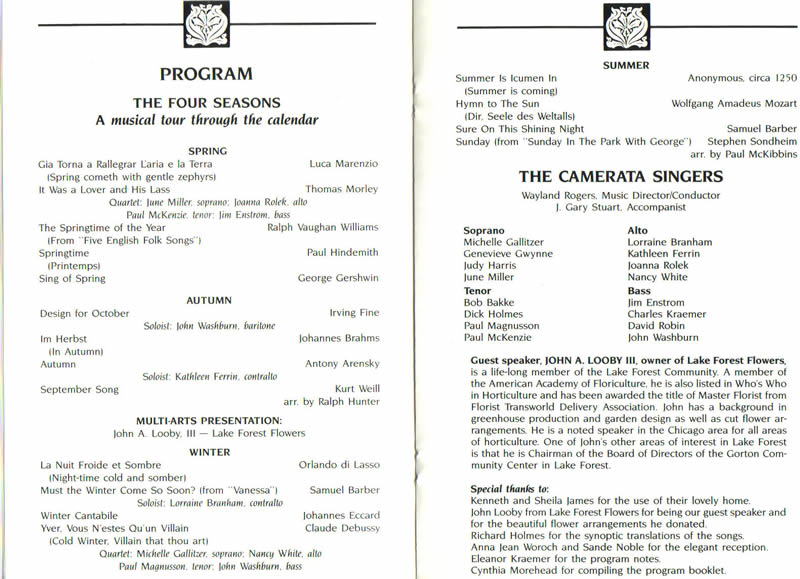 PROGRAM
THE FOUR SEASONS
A musical tour through the calendar
SPRING
Gia Torna a Rallegrar L'aria e la Terra Luca Marenzio
(Spring cometh with gentle zephyrs)
It Was a Lover and His Lass Thomas Morley
Quartet: June Miller, soprano; Joanna Rolek, alto
Paul McKenzie, tenor; Jim Enstrom, bass
The Springtime of the Year Ralph Vaughan Williams
(From "Five English Folk Songs")
Springtime Paul Hindemith
(Printemps)
Sing of Spring George Gershwin
AUTUMN
Design for October Irving Fine
Soloist: John Washburn, baritone
Im Herbst Johannes Brahms
(In Autumn)
Autumn Antony Arensky
Soloist: Kathleen Ferrin, contralto
September Song Kurt Weill
arr. by Ralph Hunter
MULTI-ARTS PRESENTATION:
John A. Looby, III — Lake Forest Flowers
WINTER
La Nuit Froide et Sombre Orlando di Lasso
(Night-time cold and somber)
Must the Winter Come So Soon? (from "Vanessa") Samuel Barber
Soloist: Lorraine Branham, contralto
Winter Cantabile Johannes Eccard
Yver, Vous N'estes Qu'un Villain Claude Debussy
(Cold Winter, Villain that thou art)
Quartet: Michelle Gallitzer, soprano; Nancy White, alto
Paul Magnusson, tenor; John Washburn, bass
SUMMER
Summer Is Icumen In Anonymous, circa 1250
(Summer is coming)
Hymn to The Sun Wolfgang Amadeus Mozart
(Dir, Seele des Weltalls)
Sure On This Shining Night Samuel Barber
Sunday (from "Sunday In The Park With George") Stephen Sondheim
arr. by Paul McKibbins
THE CAMERATA SINGERS
Wayland Rogers, Music Director/Conductor
J. Gary Stuart, Accompanist
Soprano Alto
Michelle Gallitzer Lorraine Branham
Genevieve Gwynne Kathleen Ferrin
Judy Harris Joanna Rolek
June Miller Nancy White
Tenor Bass
Bob Bakke Jim Enstrom
Dick Holmes Charles Kraemer
Paul Magnusson David Robin
Paul McKenzie John Washburn
Guest speaker, JOHN A. LOOBY III, owner of Lake Forest Flowers,
is a life-long member of the Lake Forest Community. A member of
the American Academy of Floriculture, he is also listed in Who's Who
in Horticulture and has been awarded the title of Master Florist from
Florist Transworld Delivery Association. John has a background in
greenhouse production and garden design as well as cut flower ar-
rangements. He is a noted speaker in the Chicago area for all areas
of horticulture. One of John's other areas of interest in Lake Forest
is that he is Chairman of the Board of Directors of the Gorton Com-
munity Center in Lake Forest.
Special thanks to:
Kenneth and Sheila James for the use of their lovely home.
John Looby from Lake Forest Flowers for being our guest speaker and
for the beautiful flower arrangements he donated.
Richard Holmes for the synoptic translations of the songs.
Anna Jean Woroch and Sande Noble for the elegant reception.
Eleanor Kraemer for the program notes.
Cynthia Morehead for compiling the program booklet.